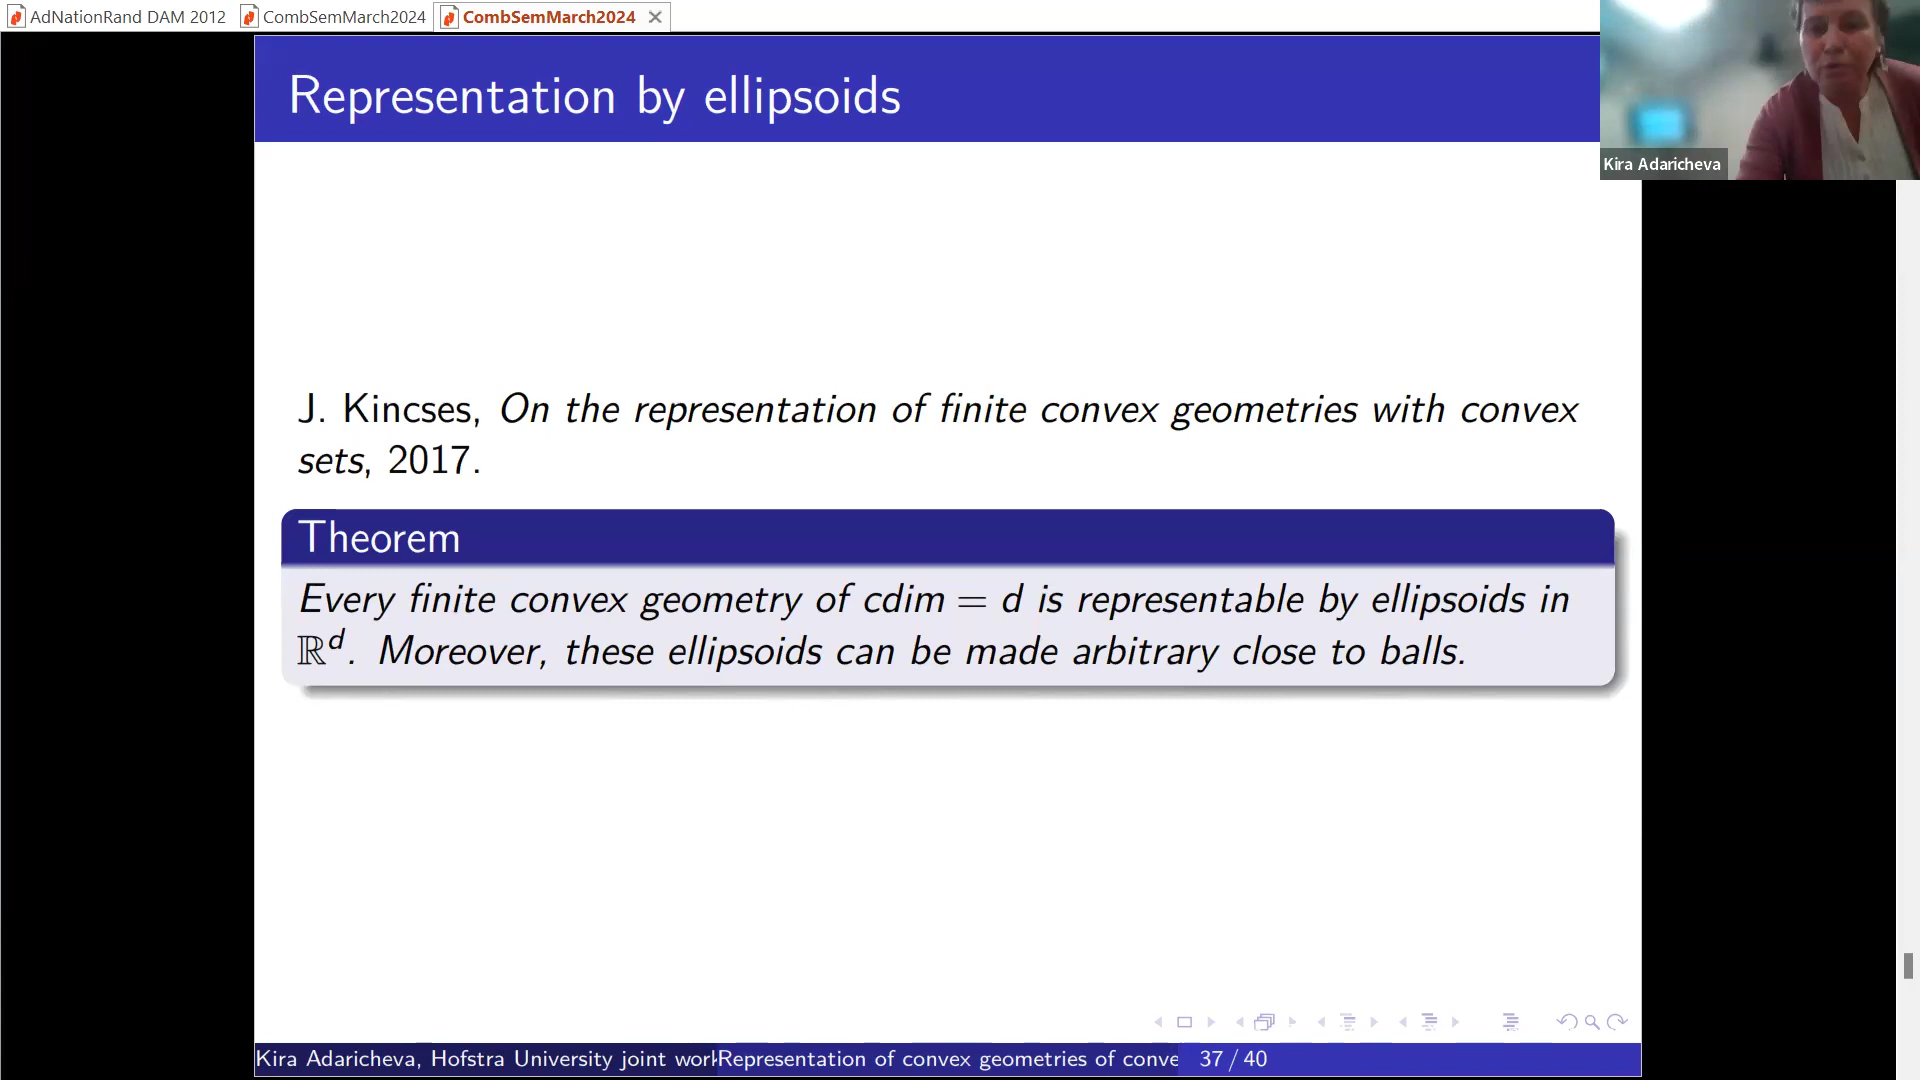 AdNationRand DAM 2012 CombSemMarch2024 CombSemMarch2024
Representation by ellipsoids
Kira Adaricheva
J. Kincses, On the representation of finite convex geometries with convex
sets, 2017.
Theorem
Every finite convex geometry of cdim = d is representable by ellipsoids in
ℝᵈ. Moreover, these ellipsoids can be made arbitrary close to balls.
Kira Adaricheva, Hofstra University joint work Representation of convex geometries of conve 37 / 40